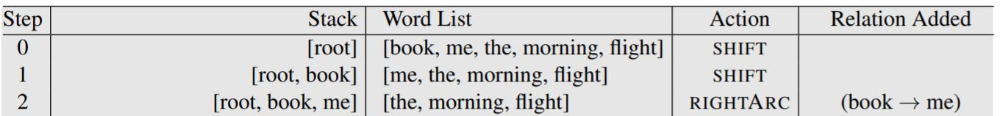 Step Stack Word List Action Relation Added
0 [root] [book, me, the, morning, flight] SHIFT
1 [root, book] [me, the, morning, flight] SHIFT
2 [root, book, me] [the, morning, flight] RIGHTARC (book → me)